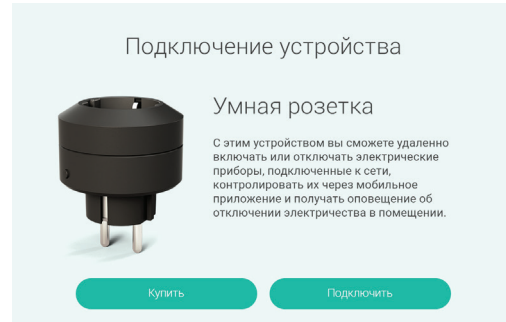 Подключение устройства
Умная розетка
С этим устройством вы сможете удаленно
включать или отключать электрические
приборы, подключенные к сети,
контролировать их через мобильное
приложение и получать оповещение об
отключении электричества в помещении.
Купить
Подключить